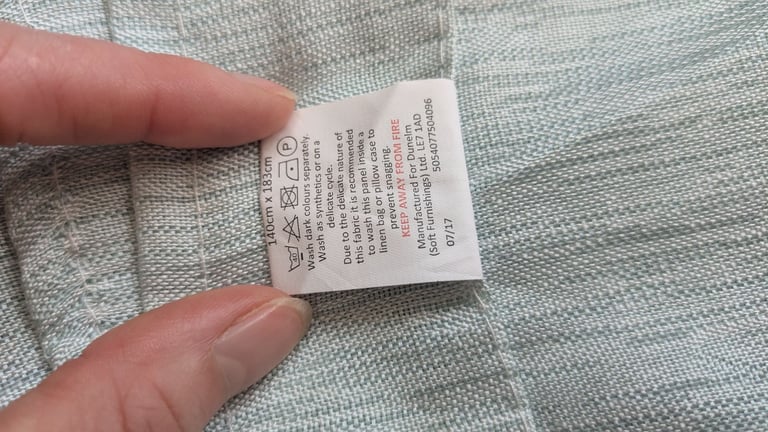 140cm x 183cm
40 P
Wash dark colours separately.
Wash as synthetics or on a
delicate cycle.
Due to the delicate nature of
this fabric it is recommended
to wash this panel inside a
linen bag or pillow case to
prevent snagging.
KEEP AWAY FROM FIRE
Manufactured For Dunelm
(Soft Furnishings) Ltd. LE7 1AD
5054077504096
07/17